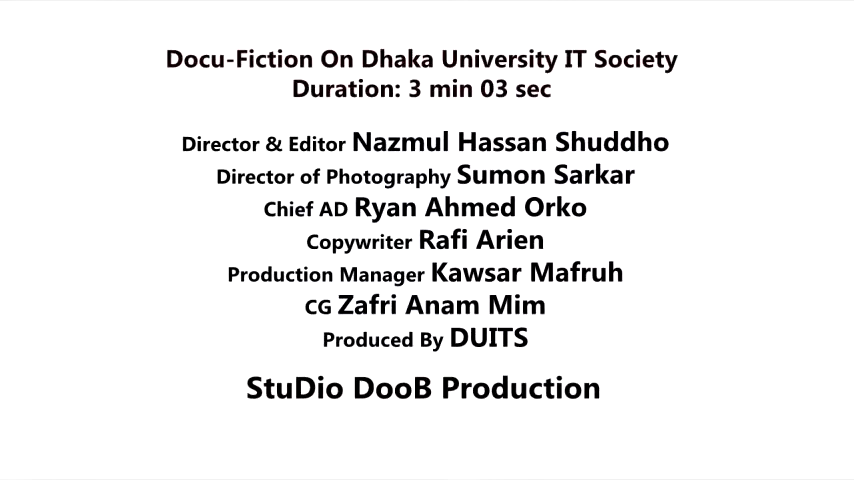 Docu-Fiction On Dhaka University IT Society
Duration: 3 min 03 sec
Director & Editor Nazmul Hassan Shuddho
Director of Photography Sumon Sarkar
Chief AD Ryan Ahmed Orko
Copywriter Rafi Arien
Production Manager Kawsar Mafruh
CG Zafri Anam Mim
Produced By DUITS
StuDio DooB Production